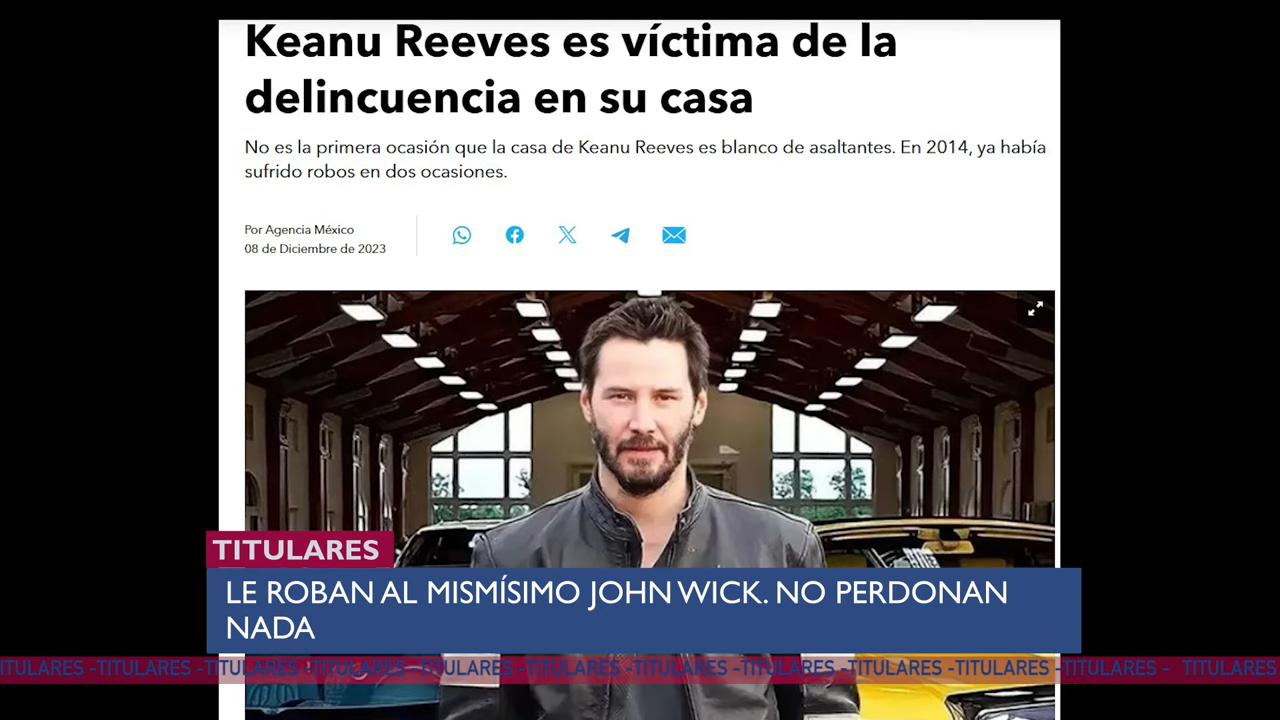 Keanu Reeves es víctima de la
delincuencia en su casa
No es la primera ocasión que la casa de Keanu Reeves es blanco de asaltantes. En 2014, ya había
sufrido robos en dos ocasiones.
Por Agencia México
08 de Diciembre de 2023
TITULARES
LE ROBAN AL MISMÍSIMO JOHN WICK. NO PERDONAN
NADA
ITULARES -TITULARES -TITULARES -TITULARES -TITULARES -TITULARES -TITULARES -TITULARES -TITULARES -TITULARES -TITULARES - TITULARES